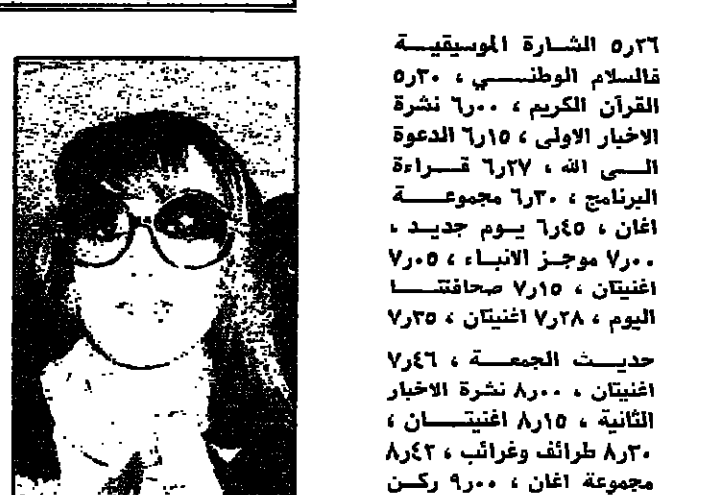 ٥٫٢٦ الشارة الموسيقية
فالسلام الوطني ، ٥٫٣٠
القرآن الكريم ، ٦٫٠٠ نشرة
الاخبار الاولى ، ٦٫١٥ الدعوة
الى الله ، ٦٫٢٧ قراءة
البرنامج ، ٦٫٣٠ مجموعة
اغان ، ٦٫٤٥ يوم جديد ،
٧٫٠٠ موجز الانباء ، ٧٫٠٥
اغنيتان ، ٧٫١٥ صحافتنا
اليوم ، ٧٫٢٨ اغنيتان ، ٧٫٣٥
حديث الجمعة ، ٧٫٤٦
اغنيتان ، ٨٫٠٠ نشرة الاخبار
الثانية ، ٨٫١٥ اغنيتان ،
٨٫٣٠ طرائف وغرائب ، ٨٫٤٢
مجموعة اغان ، ٩٫٠٠ ركن